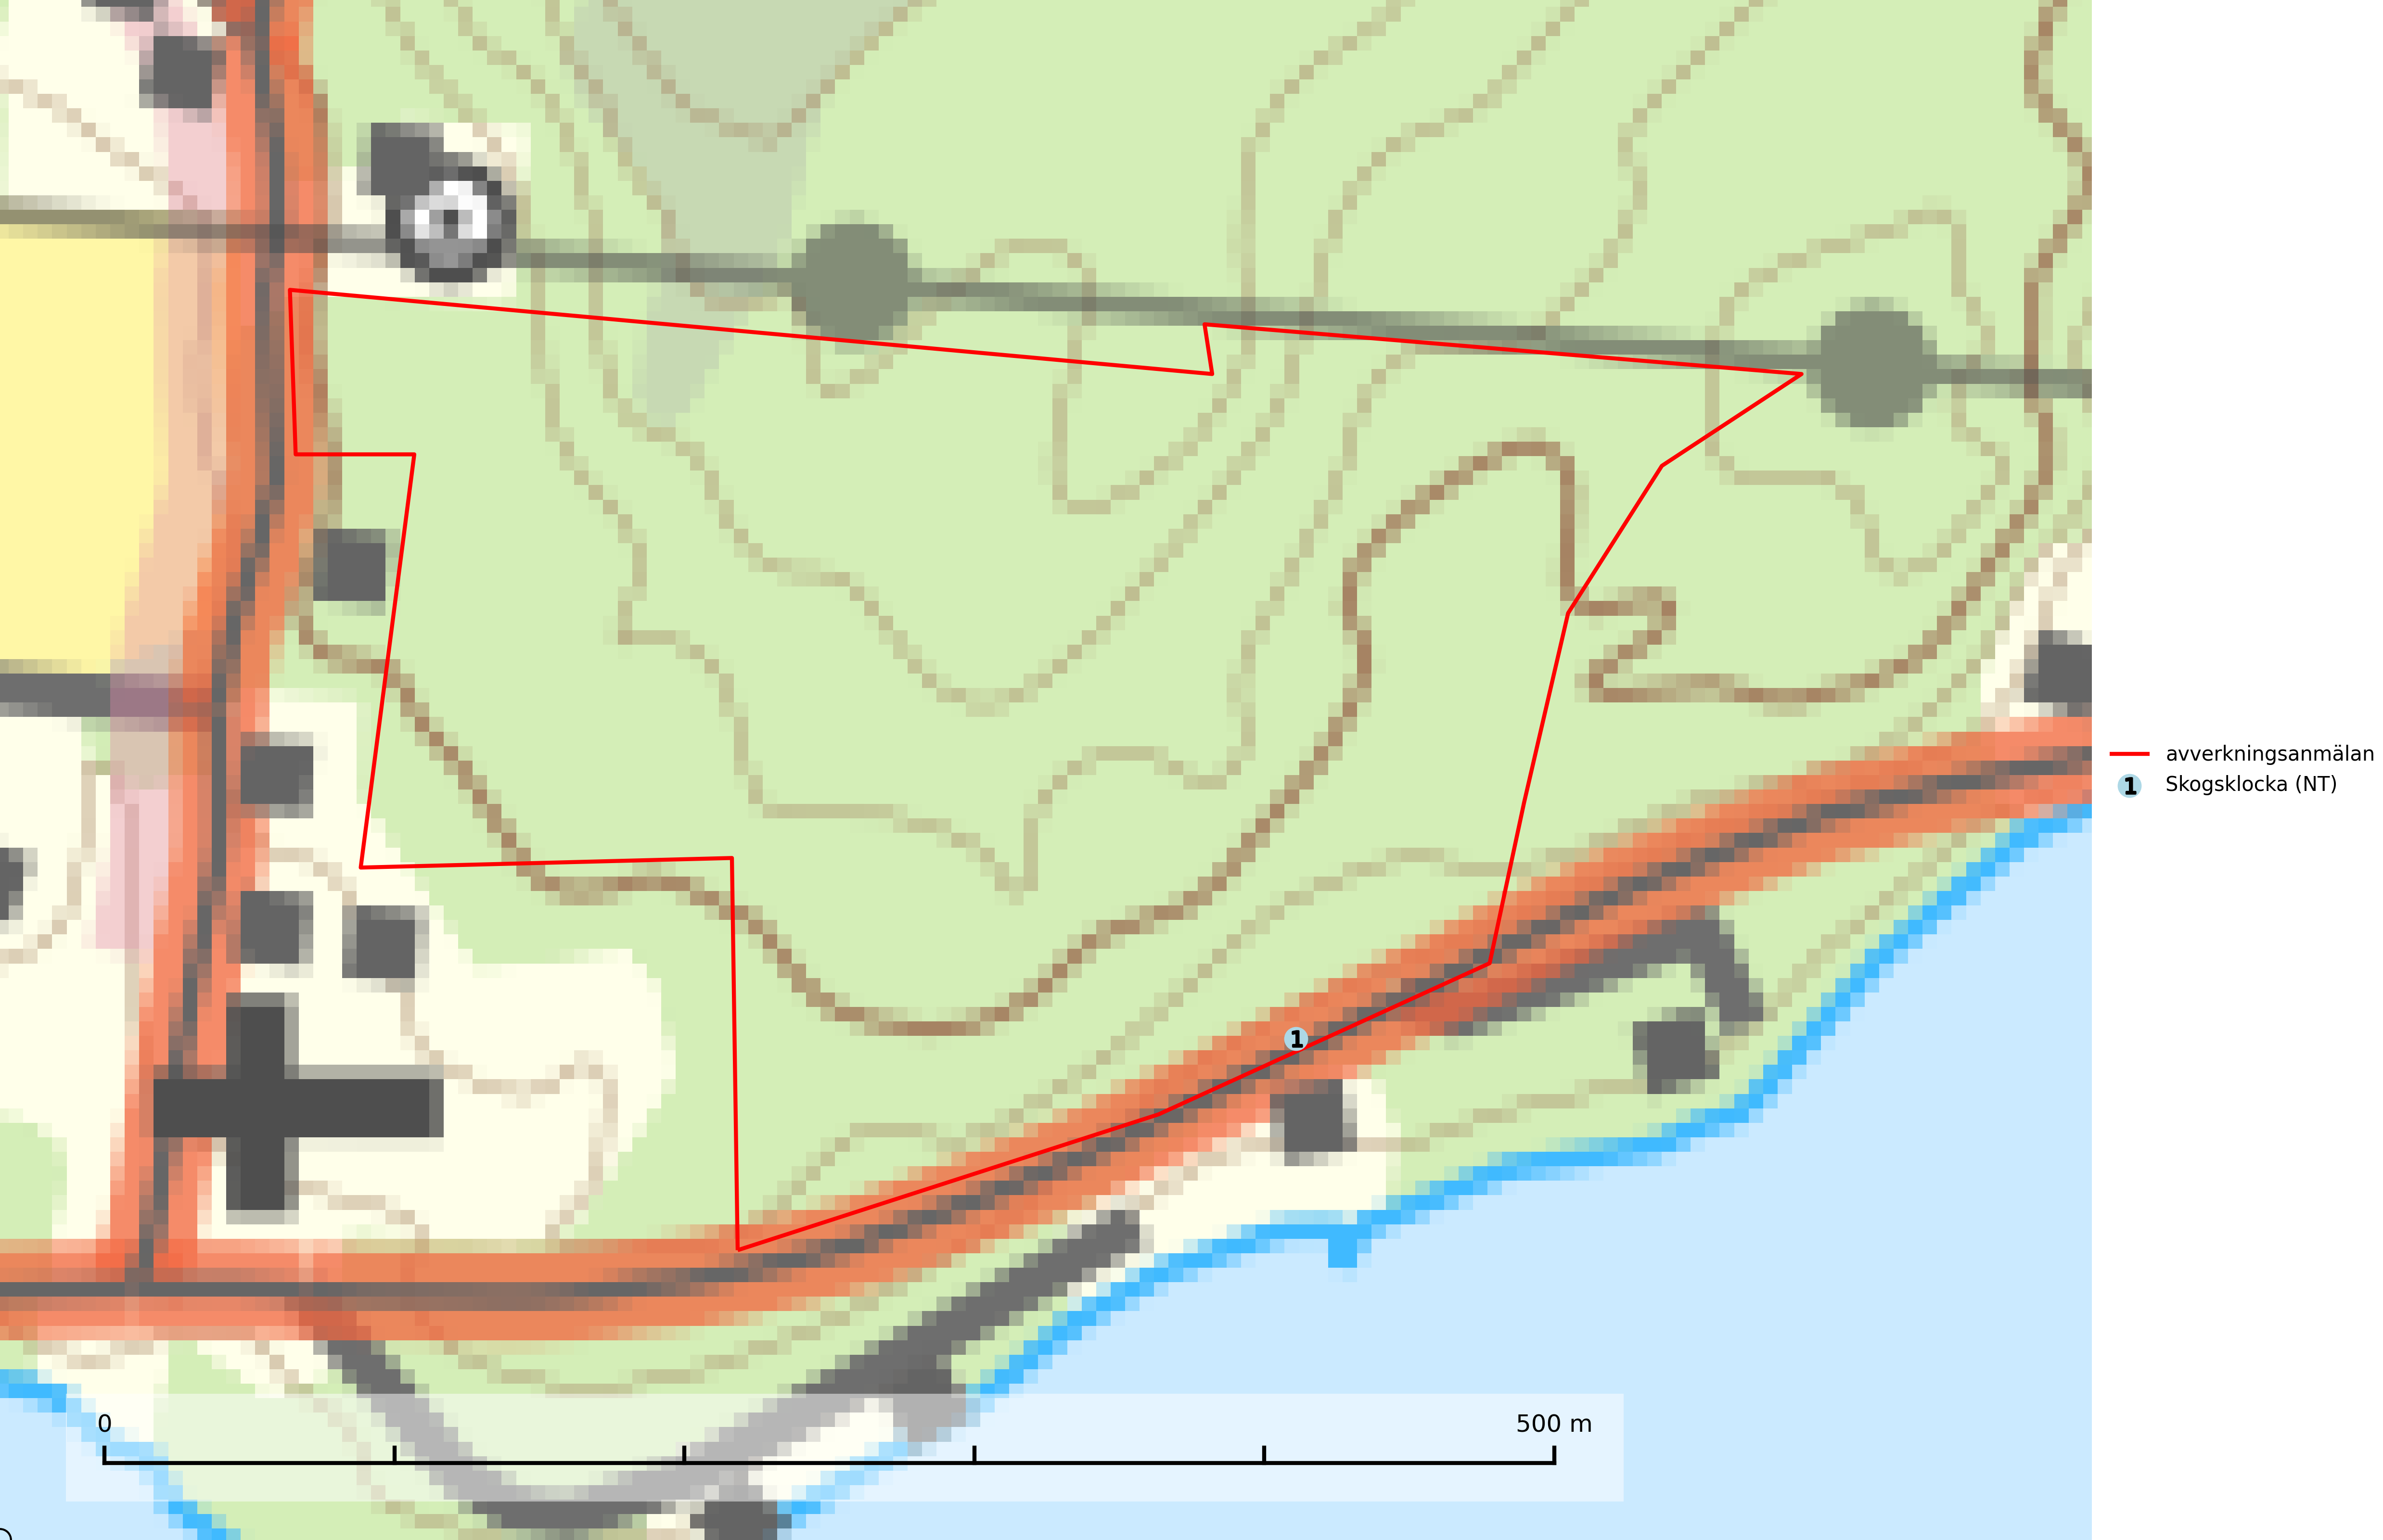 avverkningsanmälan
1 Skogsklocka (NT)
1
0 500 m